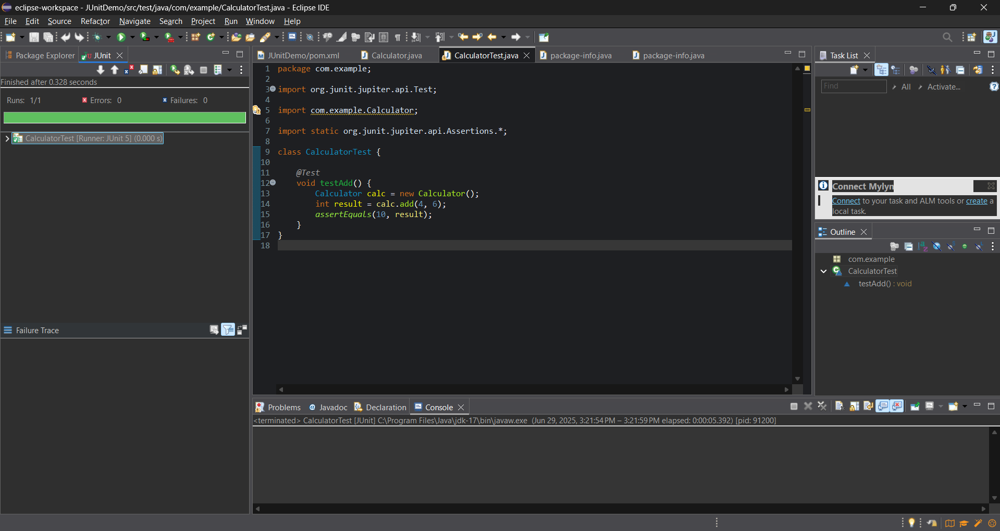 eclipse-workspace - JUnitDemo/src/test/java/com/example/CalculatorTest.java - Eclipse IDE
File Edit Source Refactor Navigate Search Project Run Window Help
Package Explorer JUnit
Finished after 0.328 seconds
Runs: 1/1 Errors: 0 Failures: 0
CalculatorTest [Runner: JUnit 5] (0.000 s)
Failure Trace
JUnitDemo/pom.xml Calculator.java CalculatorTest.java package-info.java package-info.java
1 package com.example;
2
3 import org.junit.jupiter.api.Test;
4
5 import com.example.Calculator;
6
7 import static org.junit.jupiter.api.Assertions.*;
8
9 class CalculatorTest {
10
11 @Test
12 void testAdd() {
13 Calculator calc = new Calculator();
14 int result = calc.add(4, 6);
15 assertEquals(10, result);
16 }
17 }
18
Task List
Find All Activate...
Connect Mylyn
Connect to your task and ALM tools or create a
local task.
Outline
com.example
CalculatorTest
testAdd() : void
Problems Javadoc Declaration Console
<terminated> CalculatorTest [JUnit] C:\Program Files\Java\jdk-17\bin\javaw.exe (Jun 29, 2025, 3:21:54 PM – 3:21:59 PM elapsed: 0:00:05.392) [pid: 91200]